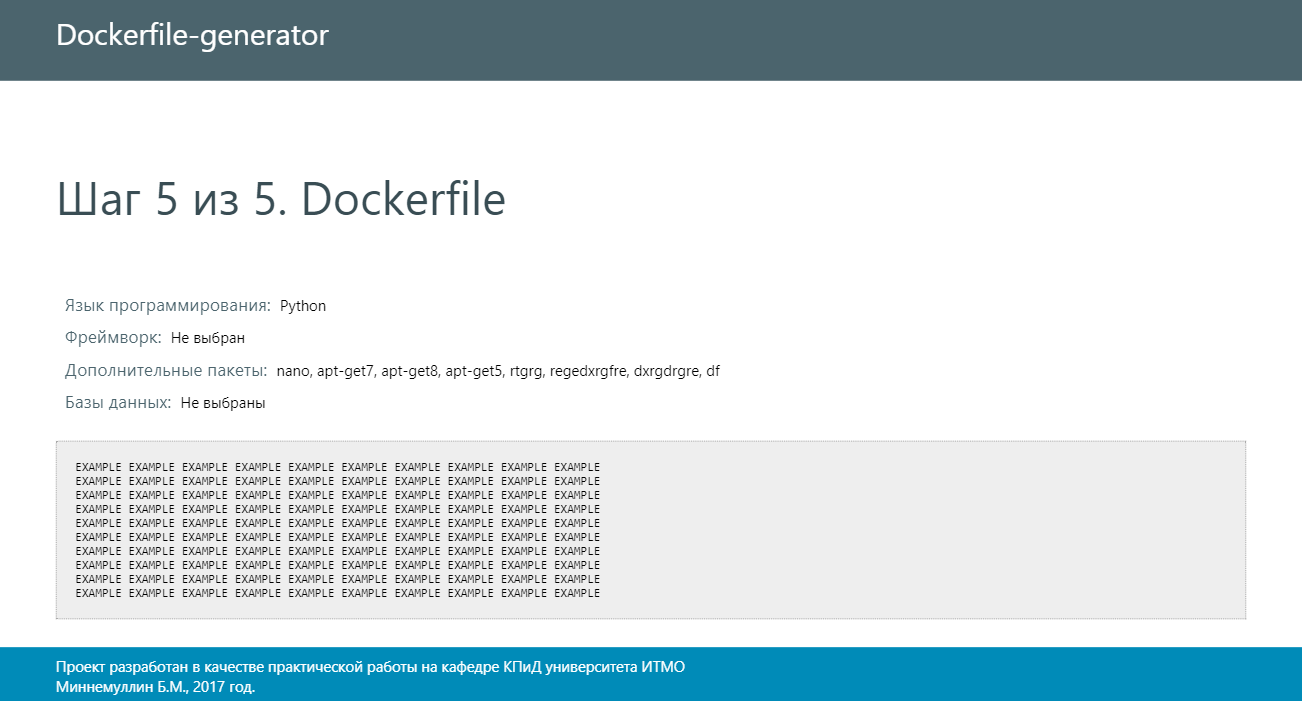 Dockerfile-generator
Шаг 5 из 5. Dockerfile
Язык программирования: Python
Фреймворк: Не выбран
Дополнительные пакеты: nano, apt-get7, apt-get8, apt-get5, rtgrg, regedxrgfre, dxrgdrgre, df
Базы данных: Не выбраны
EXAMPLE EXAMPLE EXAMPLE EXAMPLE EXAMPLE EXAMPLE EXAMPLE EXAMPLE EXAMPLE EXAMPLE
EXAMPLE EXAMPLE EXAMPLE EXAMPLE EXAMPLE EXAMPLE EXAMPLE EXAMPLE EXAMPLE EXAMPLE
EXAMPLE EXAMPLE EXAMPLE EXAMPLE EXAMPLE EXAMPLE EXAMPLE EXAMPLE EXAMPLE EXAMPLE
EXAMPLE EXAMPLE EXAMPLE EXAMPLE EXAMPLE EXAMPLE EXAMPLE EXAMPLE EXAMPLE EXAMPLE
EXAMPLE EXAMPLE EXAMPLE EXAMPLE EXAMPLE EXAMPLE EXAMPLE EXAMPLE EXAMPLE EXAMPLE
EXAMPLE EXAMPLE EXAMPLE EXAMPLE EXAMPLE EXAMPLE EXAMPLE EXAMPLE EXAMPLE EXAMPLE
EXAMPLE EXAMPLE EXAMPLE EXAMPLE EXAMPLE EXAMPLE EXAMPLE EXAMPLE EXAMPLE EXAMPLE
EXAMPLE EXAMPLE EXAMPLE EXAMPLE EXAMPLE EXAMPLE EXAMPLE EXAMPLE EXAMPLE EXAMPLE
EXAMPLE EXAMPLE EXAMPLE EXAMPLE EXAMPLE EXAMPLE EXAMPLE EXAMPLE EXAMPLE EXAMPLE
EXAMPLE EXAMPLE EXAMPLE EXAMPLE EXAMPLE EXAMPLE EXAMPLE EXAMPLE EXAMPLE EXAMPLE
Проект разработан в качестве практической работы на кафедре КПиД университета ИТМО
Миннемуллин Б.М., 2017 год.